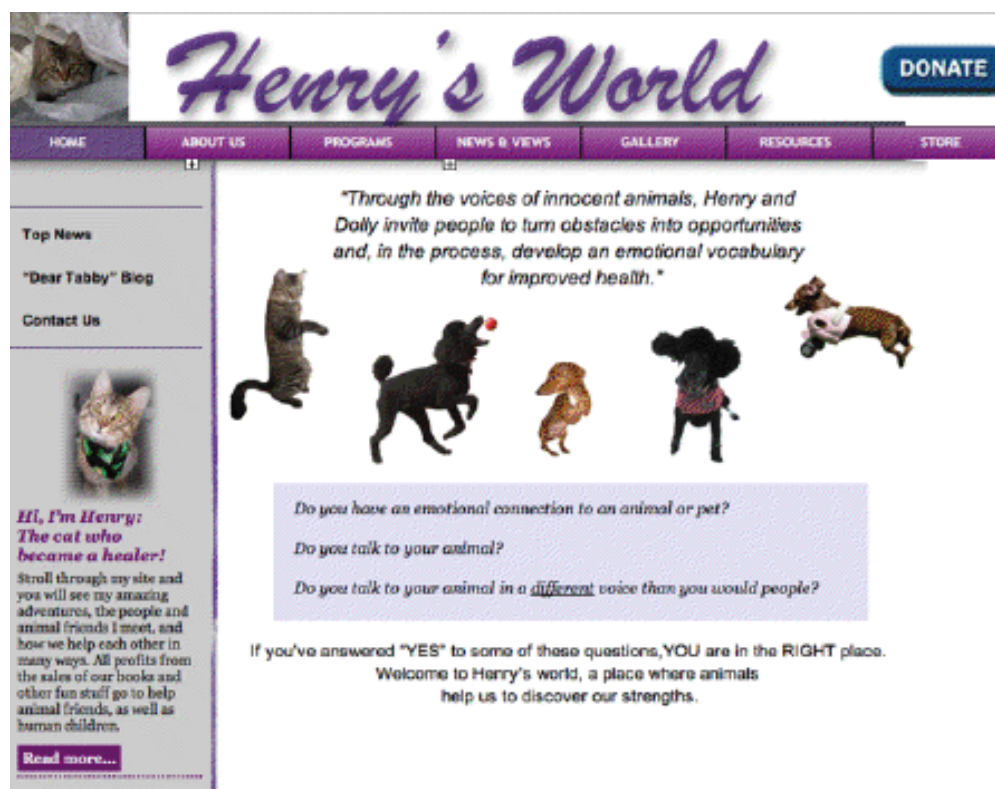 Henry's World
DONATE
HOME
ABOUT US
PROGRAMS
NEWS & VIEWS
GALLERY
RESOURCES
STORE
Top News
"Dear Tabby" Blog
Contact Us
Hi, I'm Henry:
The cat who
became a healer!
Stroll through my site and
you will see my amazing
adventures, the people and
animal friends I meet, and
how we help each other in
many ways. All profits from
the sales of our books and
other fun stuff go to help
animal friends, as well as
human children.
Read more...
"Through the voices of innocent animals, Henry and
Dolly invite people to turn obstacles into opportunities
and, in the process, develop an emotional vocabulary
for improved health."
Do you have an emotional connection to an animal or pet?
Do you talk to your animal?
Do you talk to your animal in a different voice than you would people?
If you've answered "YES" to some of these questions,YOU are in the RIGHT place.
Welcome to Henry's world, a place where animals
help us to discover our strengths.